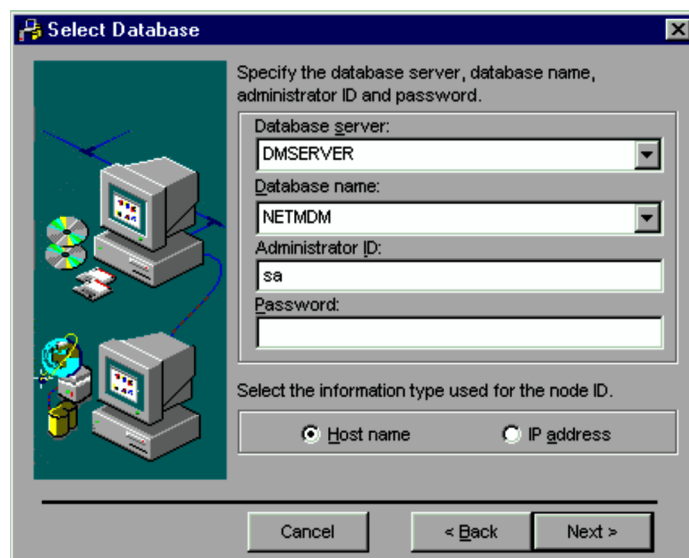 Select Database
Specify the database server, database name,
administrator ID and password.
Database server:
DMSERVER
Database name:
NETMDM
Administrator ID:
sa
Password:
Select the information type used for the node ID.
Host name IP address
Cancel < Back Next >